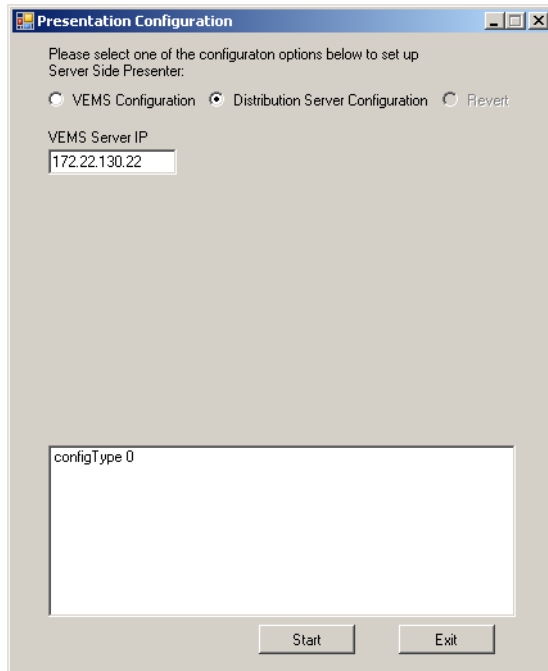 Presentation Configuration
Please select one of the configuraton options below to set up
Server Side Presenter:
VEMS Configuration Distribution Server Configuration Revert
VEMS Server IP
172.22.130.22
configType 0
Start Exit